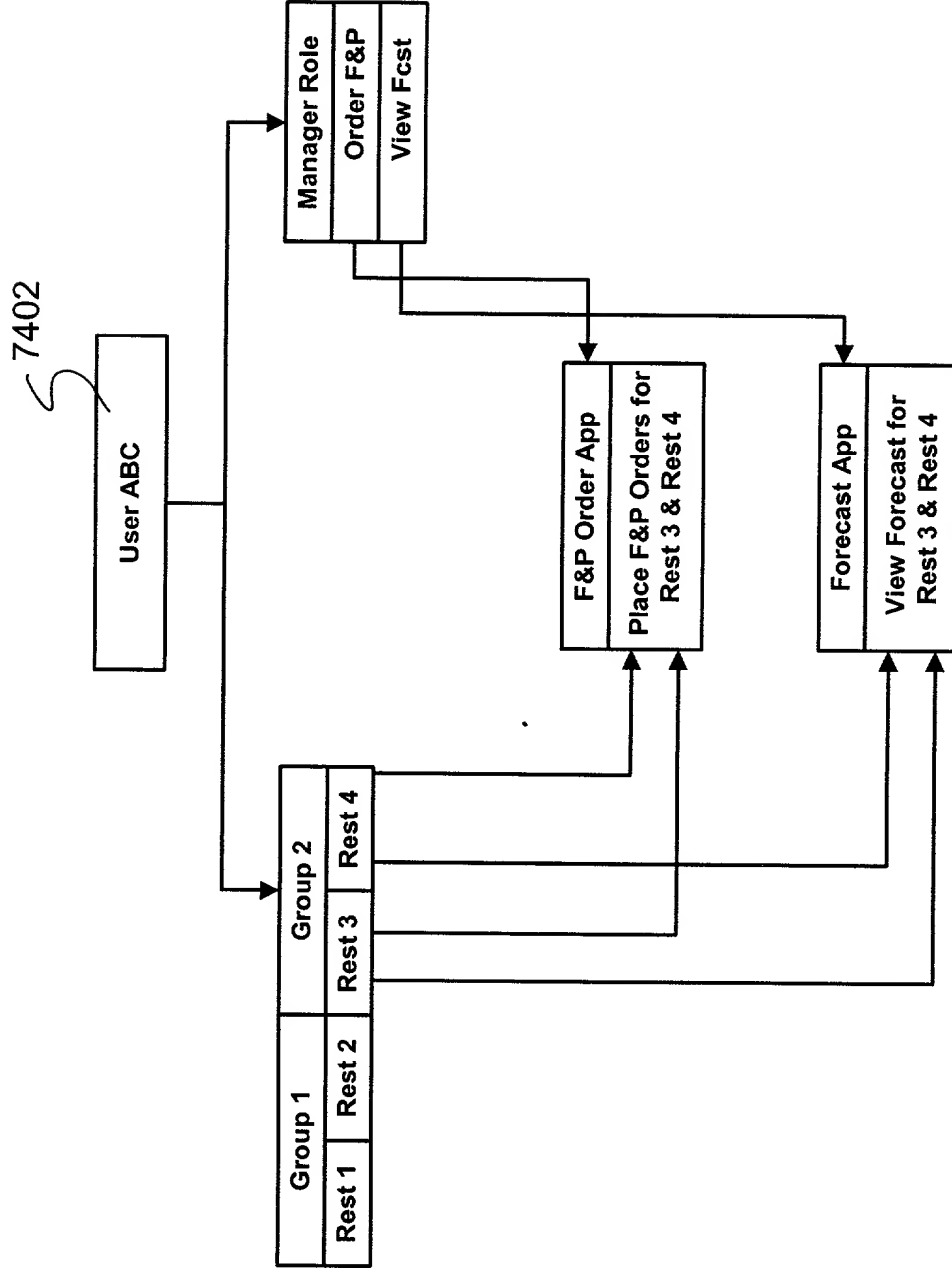 7402
User ABC
Group 1
Group 2
Rest 1
Rest 2
Rest 3
Rest 4
Manager Role
Order F&P
View Fcst
F&P Order App
Place F&P Orders for
Rest 3 & Rest 4
Forecast App
View Forecast for
Rest 3 & Rest 4